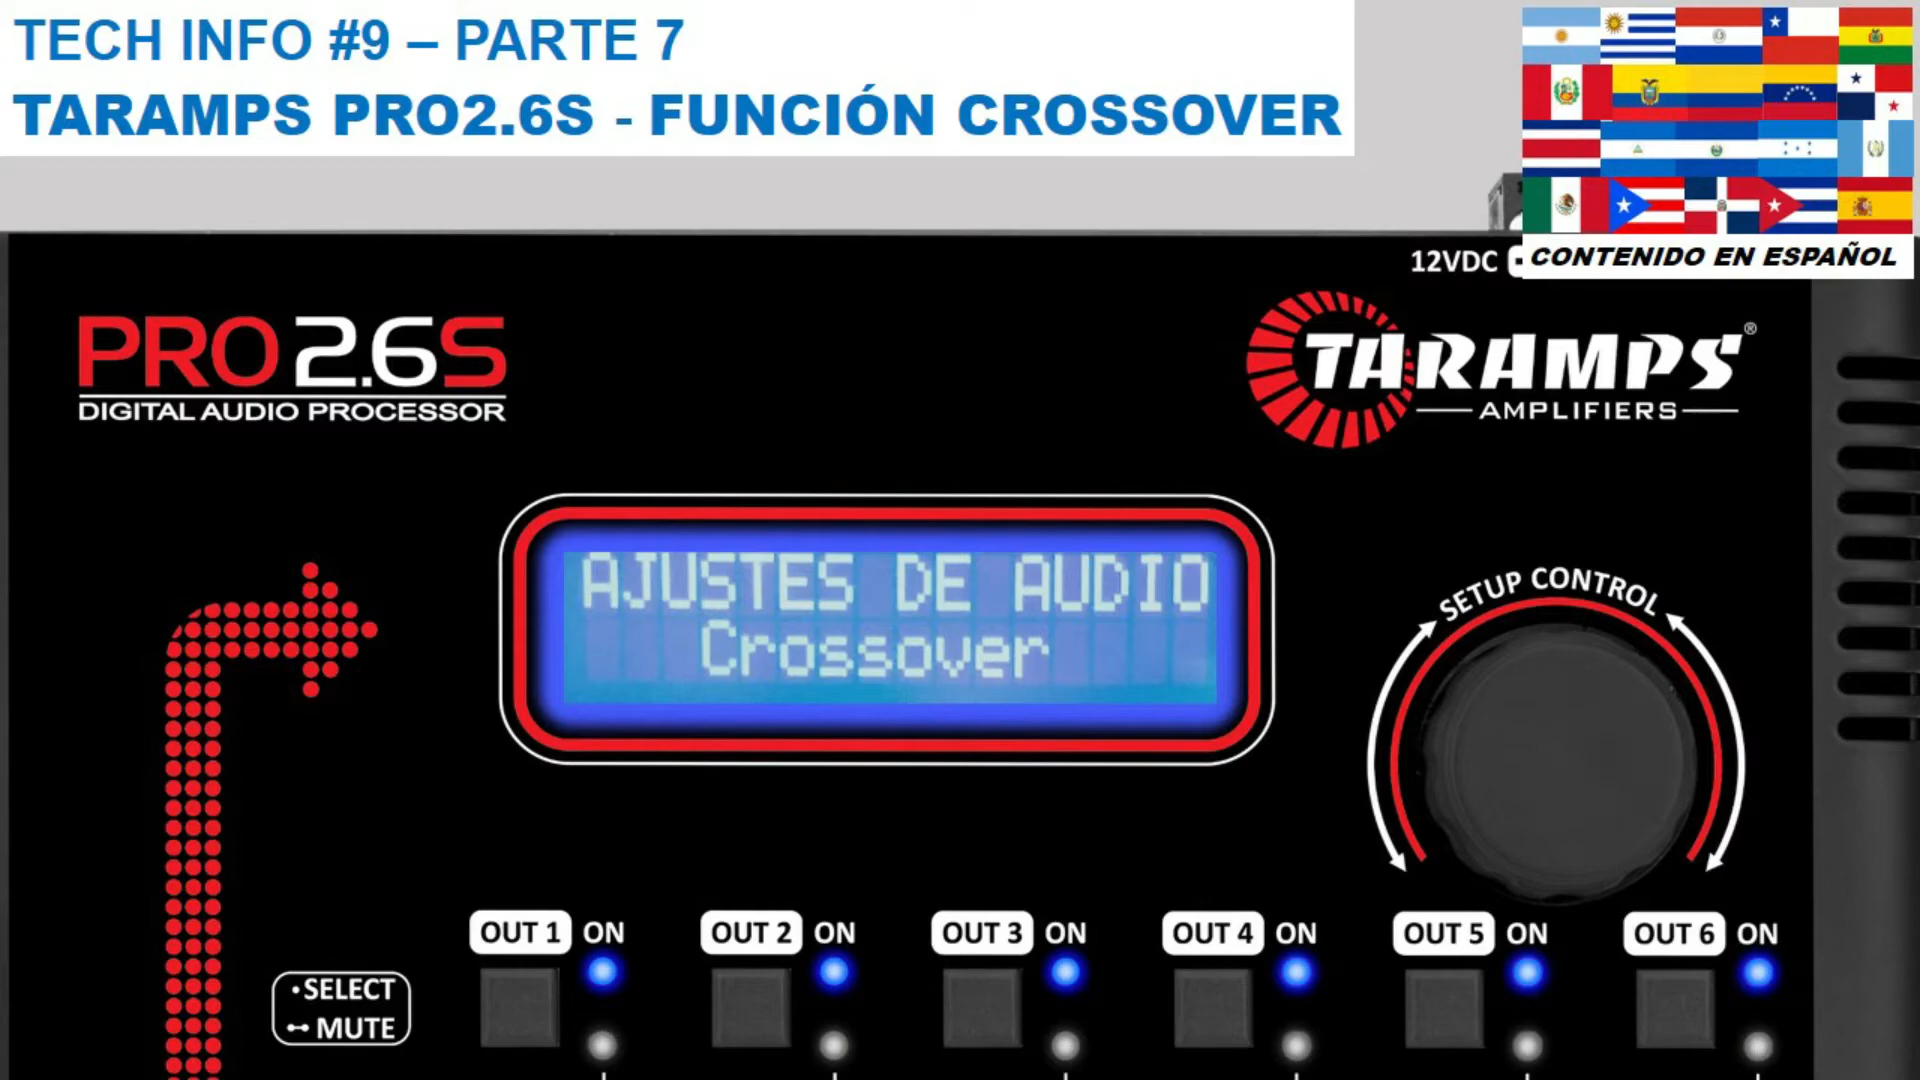 TECH INFO #9 – PARTE 7
TARAMPS PRO2.6S - FUNCIÓN CROSSOVER
CONTENIDO EN ESPAÑOL
12VDC
PRO 2.6S
DIGITAL AUDIO PROCESSOR
TARAMPS®
AMPLIFIERS
AJUSTES DE AUDIO
Crossover
SETUP CONTROL
OUT 1 ON OUT 2 ON OUT 3 ON OUT 4 ON OUT 5 ON OUT 6 ON
SELECT
MUTE